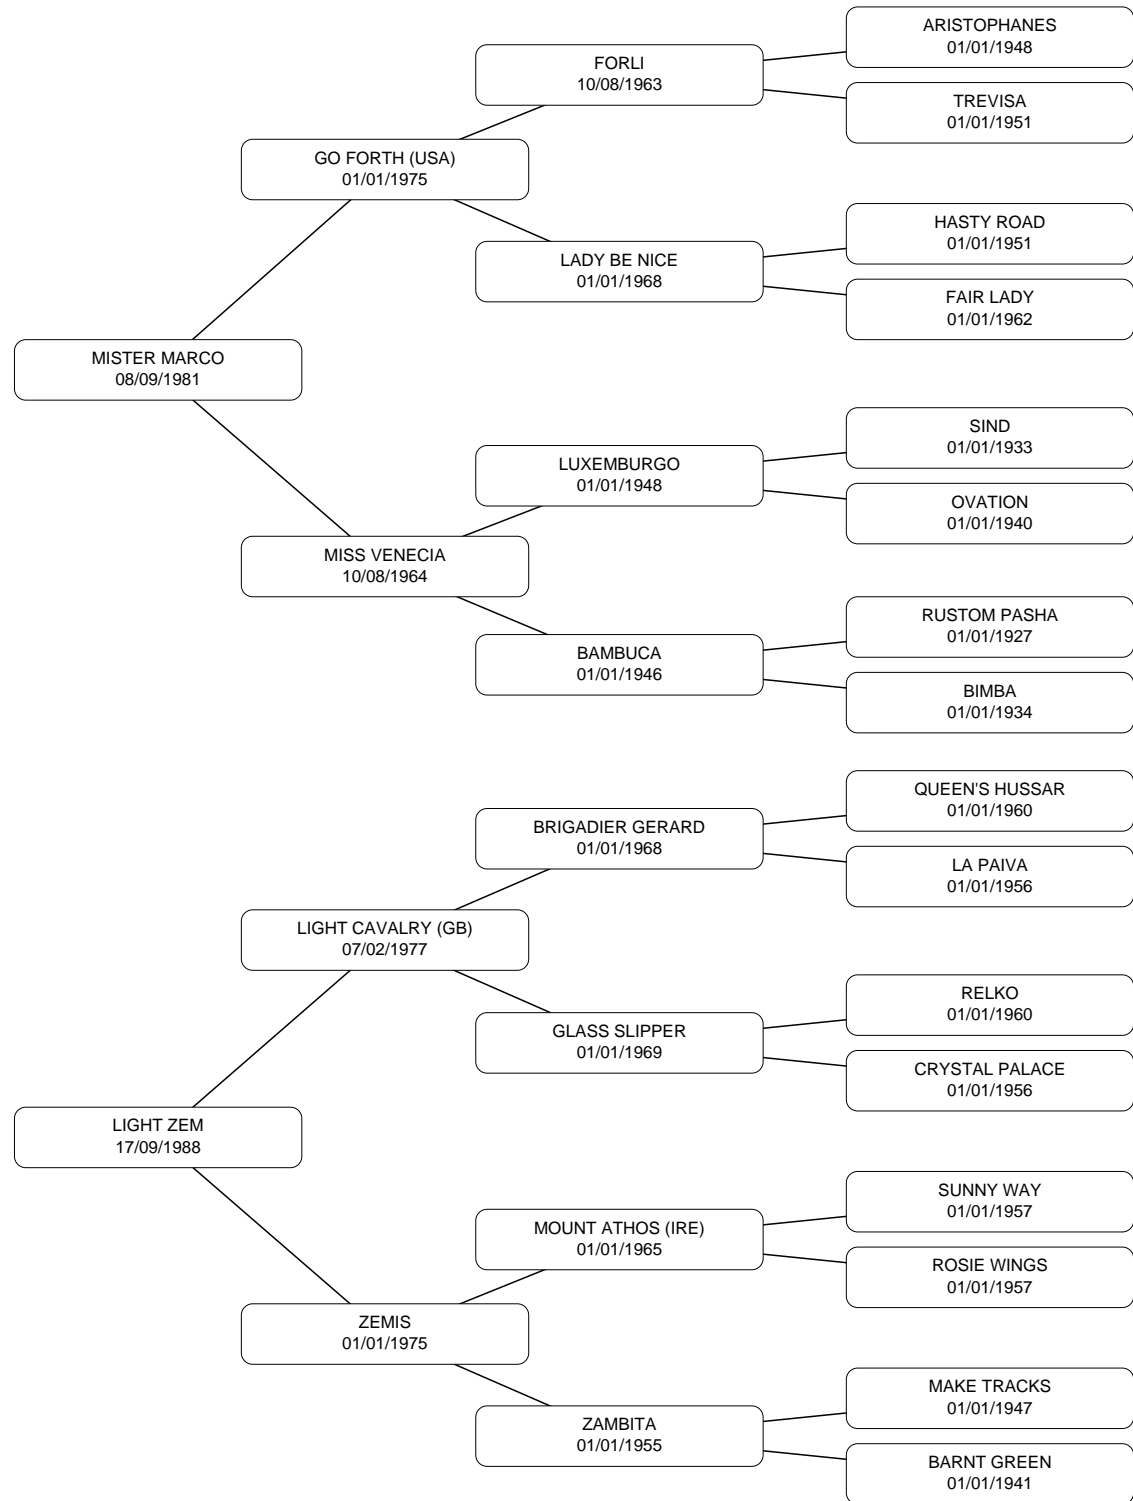 ARISTOPHANES
01/01/1948
FORLI
10/08/1963
TREVISA
01/01/1951
GO FORTH (USA)
01/01/1975
HASTY ROAD
01/01/1951
LADY BE NICE
01/01/1968
FAIR LADY
01/01/1962
MISTER MARCO
08/09/1981
SIND
01/01/1933
LUXEMBURGO
01/01/1948
OVATION
01/01/1940
MISS VENECIA
10/08/1964
RUSTOM PASHA
01/01/1927
BAMBUCA
01/01/1946
BIMBA
01/01/1934
QUEEN'S HUSSAR
01/01/1960
BRIGADIER GERARD
01/01/1968
LA PAIVA
01/01/1956
LIGHT CAVALRY (GB)
07/02/1977
RELKO
01/01/1960
GLASS SLIPPER
01/01/1969
CRYSTAL PALACE
01/01/1956
LIGHT ZEM
17/09/1988
SUNNY WAY
01/01/1957
MOUNT ATHOS (IRE)
01/01/1965
ROSIE WINGS
01/01/1957
ZEMIS
01/01/1975
MAKE TRACKS
01/01/1947
ZAMBITA
01/01/1955
BARNT GREEN
01/01/1941